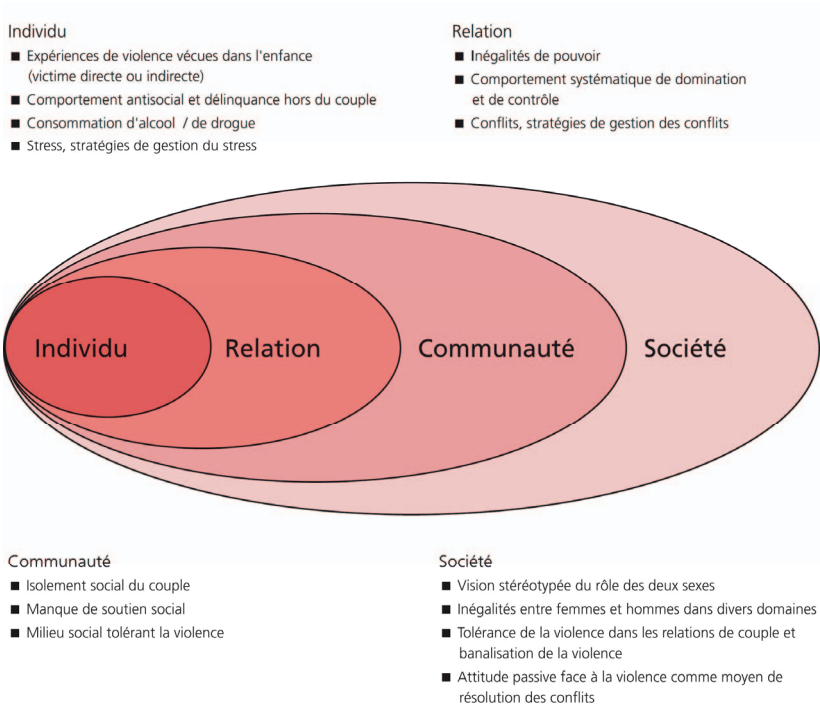 Individu
■ Expériences de violence vécues dans l'enfance
(victime directe ou indirecte)
■ Comportement antisocial et délinquance hors du couple
■ Consommation d'alcool / de drogue
■ Stress, stratégies de gestion du stress
Relation
■ Inégalités de pouvoir
■ Comportement systématique de domination
et de contrôle
■ Conflits, stratégies de gestion des conflits
Individu
Relation
Communauté
Société
Communauté
■ Isolement social du couple
■ Manque de soutien social
■ Milieu social tolérant la violence
Société
■ Vision stéréotypée du rôle des deux sexes
■ Inégalités entre femmes et hommes dans divers domaines
■ Tolérance de la violence dans les relations de couple et
banalisation de la violence
■ Attitude passive face à la violence comme moyen de
résolution des conflits